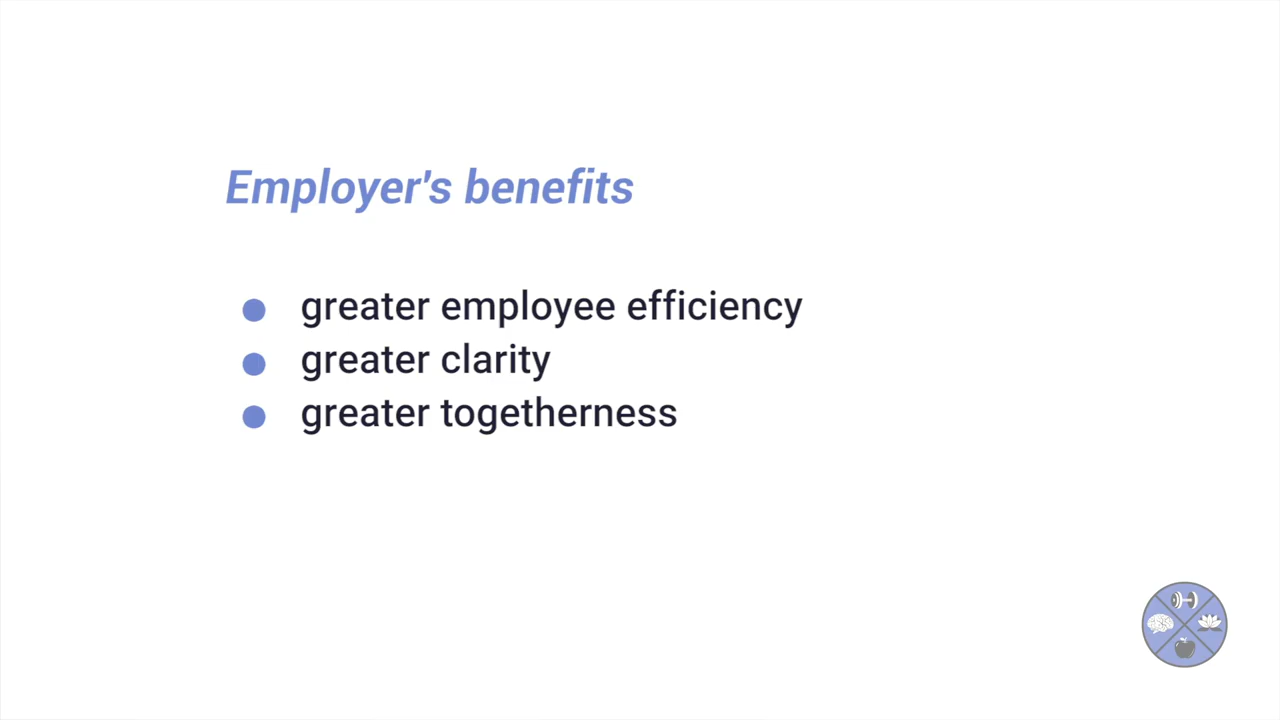 Employer's benefits
greater employee efficiency
greater clarity
greater togetherness